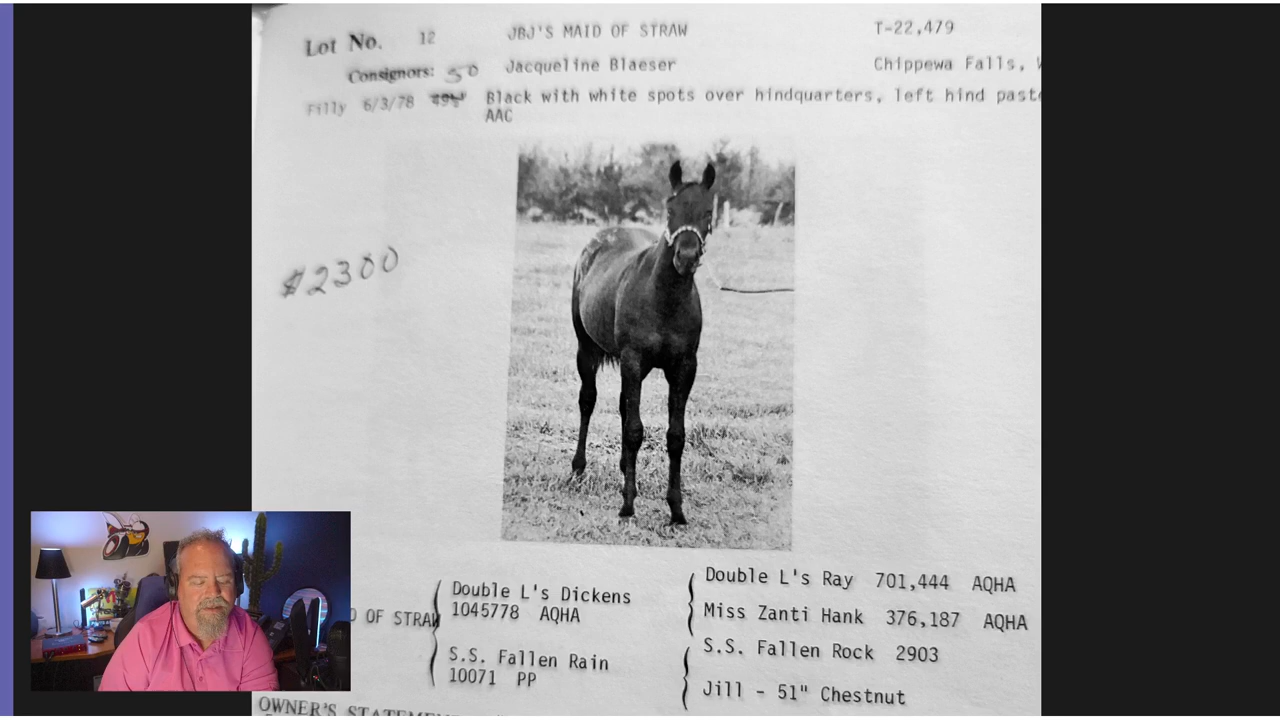 Lot No. 12 JBJ'S MAID OF STRAW T-22,479
Consignors: 50 Jacqueline Blaeser Chippewa Falls, W
Filly 6/3/78 Black with white spots over hindquarters, left hind paste
AAC
$2300
Double L's Ray 701,444 AQHA
Double L's Dickens
1045778 AQHA
Miss Zanti Hank 376,187 AQHA
OF STRAW
S.S. Fallen Rock 2903
S.S. Fallen Rain
10071 PP
Jill - 51" Chestnut
OWNER'S STATEMEN